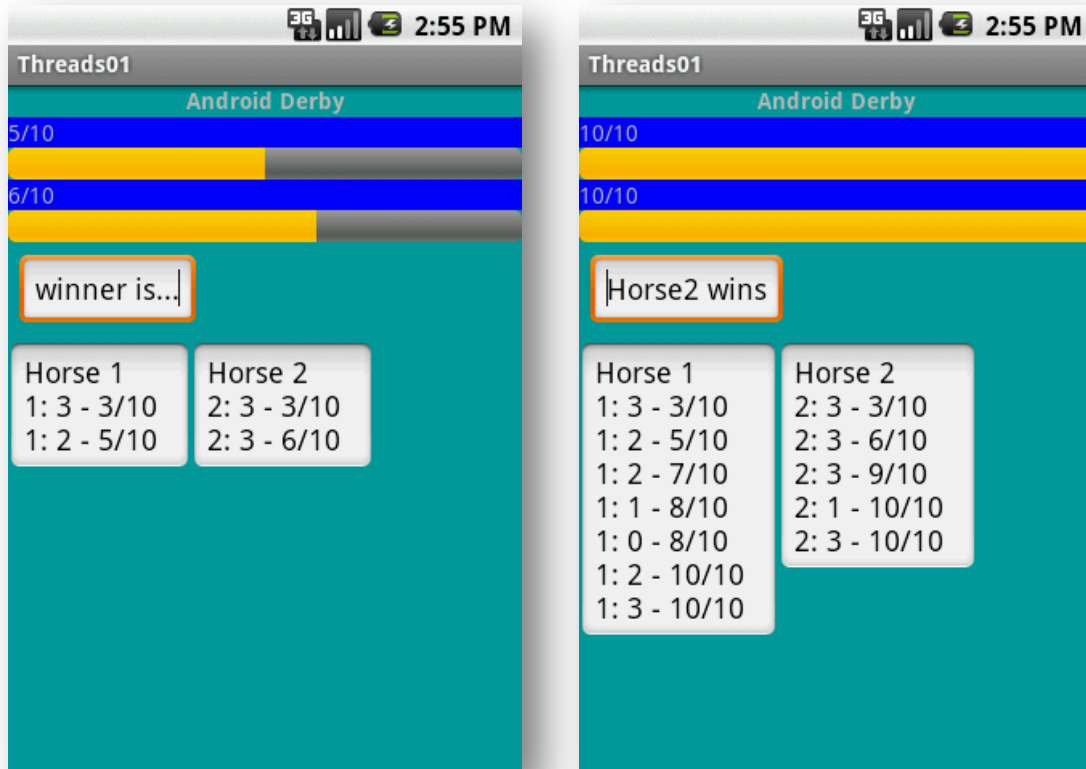 3G 2:55 PM
Threads01
Android Derby
5/10
6/10
winner is...
Horse 1
1: 3 - 3/10
1: 2 - 5/10
Horse 2
2: 3 - 3/10
2: 3 - 6/10
3G 2:55 PM
Threads01
Android Derby
10/10
10/10
Horse2 wins
Horse 1
1: 3 - 3/10
1: 2 - 5/10
1: 2 - 7/10
1: 1 - 8/10
1: 0 - 8/10
1: 2 - 10/10
1: 3 - 10/10
Horse 2
2: 3 - 3/10
2: 3 - 6/10
2: 3 - 9/10
2: 1 - 10/10
2: 3 - 10/10